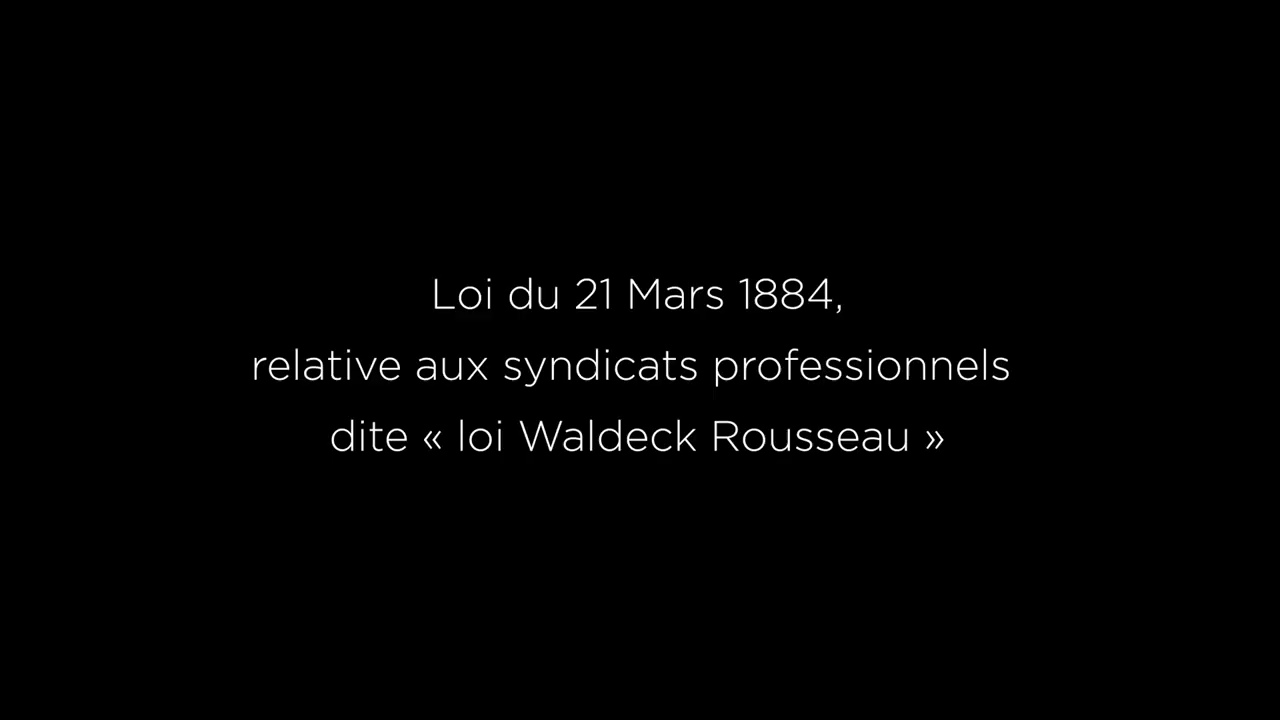 Loi du 21 Mars 1884,
relative aux syndicats professionnels
dite « loi Waldeck Rousseau »